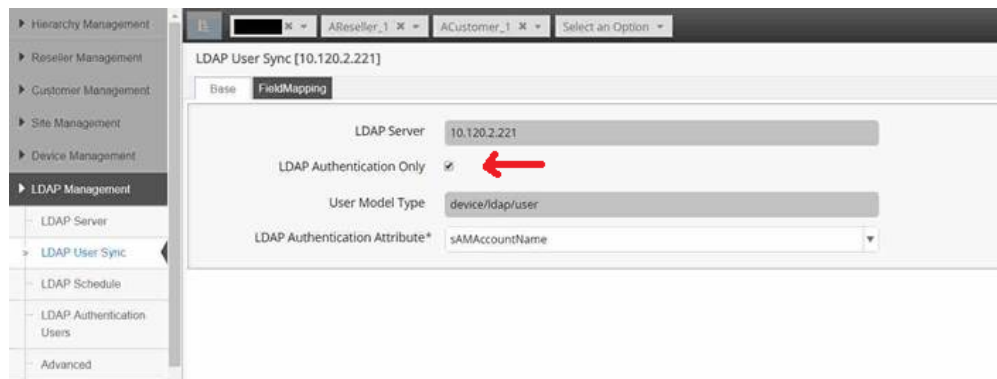 Hierarchy Management
Reseller Management
Customer Management
Site Management
Device Management
LDAP Management
LDAP Server
LDAP User Sync
LDAP Schedule
LDAP Authentication
Users
Advanced
AReseller_1 ACustomer_1 Select an Option
LDAP User Sync [10.120.2.221]
Base FieldMapping
LDAP Server 10.120.2.221
LDAP Authentication Only
User Model Type device/ldap/user
LDAP Authentication Attribute* sAMAccountName